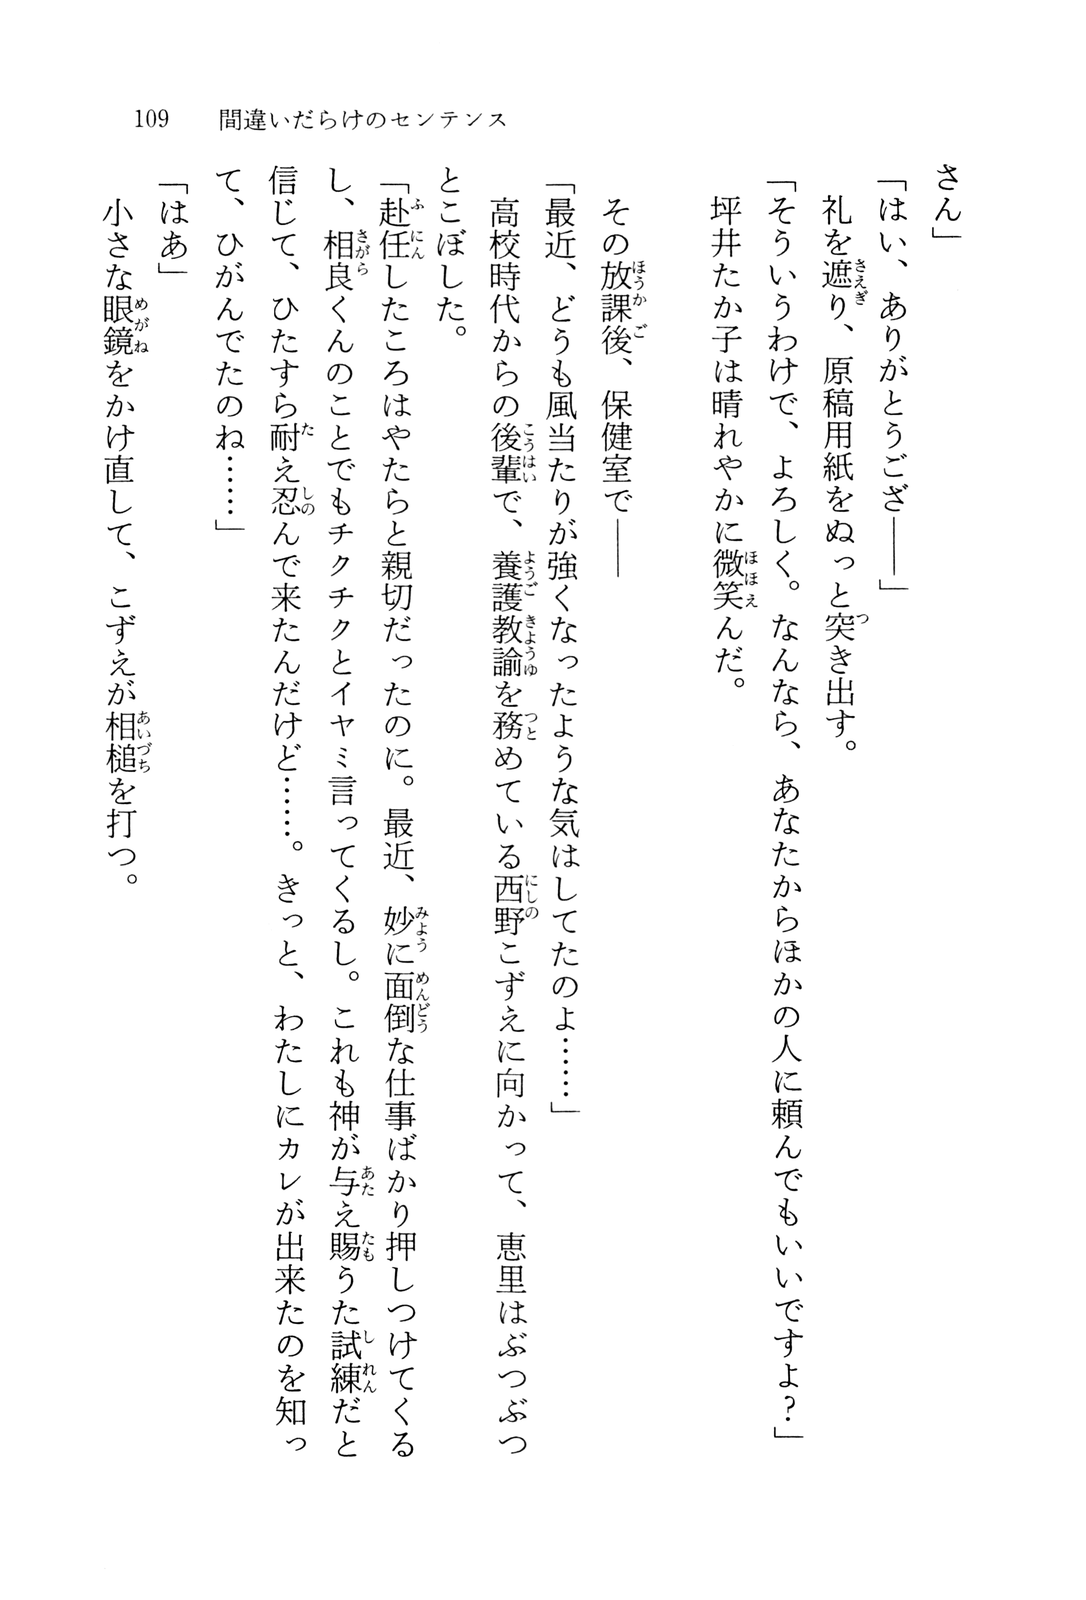 109　間違いだらけのセンテンス
さん」
「はい、ありがとうござ――」
礼を遮り、原稿用紙をぬっと突き出す。
「そういうわけで、よろしく。なんなら、あなたからほかの人に頼んでもいいですよ？」
坪井たか子は晴れやかに微笑んだ。
その放課後、保健室で――
「最近、どうも風当たりが強くなったような気はしてたのよ……」
高校時代からの後輩で、養護教諭を務めている西野こずえに向かって、恵里はぶつぶつ
とこぼした。
「赴任したころはやたらと親切だったのに。最近、妙に面倒な仕事ばかり押しつけてくる
し、相良くんのことでもチクチクとイヤミ言ってくるし。これも神が与え賜うた試練だと
信じて、ひたすら耐え忍んで来たんだけど……。きっと、わたしにカレが出来たのを知っ
て、ひがんでたのね……」
「はあ」
小さな眼鏡をかけ直して、こずえが相槌を打つ。